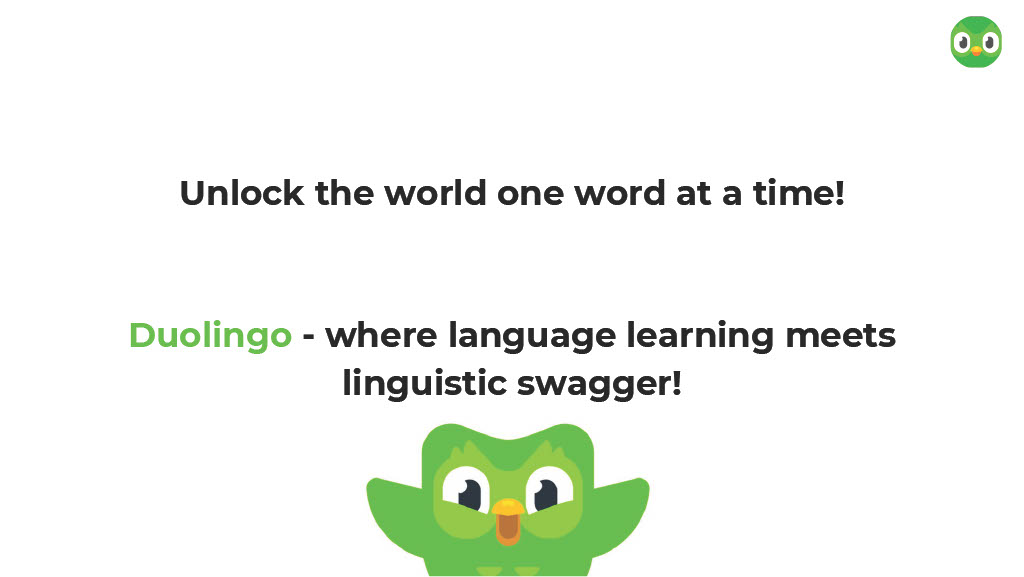 Unlock the world one word at a time!
Duolingo - where language learning meets
linguistic swagger!